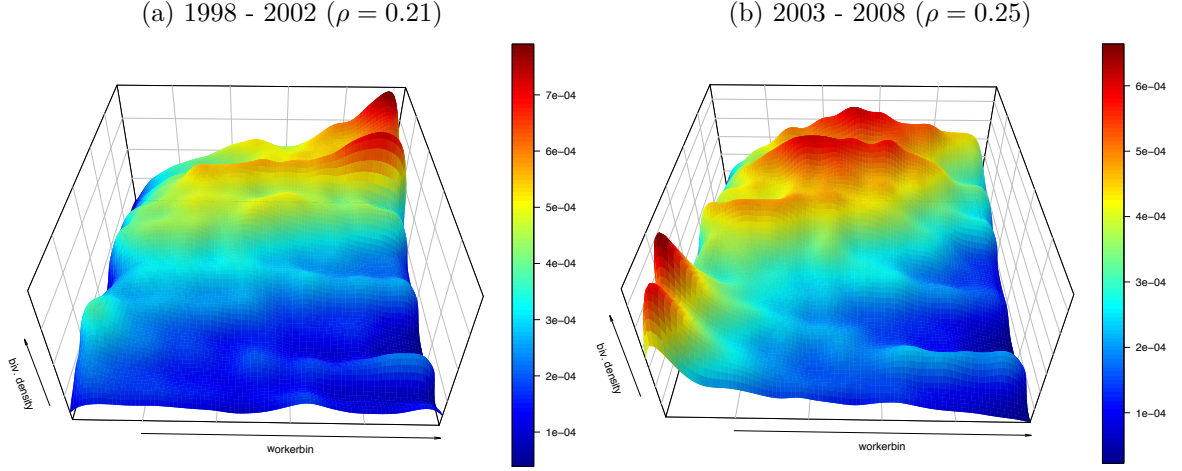 (a) 1998 - 2002 (ρ = 0.21)
7e-04
6e-04
5e-04
4e-04
3e-04
2e-04
1e-04
biv. density
workerbin
(b) 2003 - 2008 (ρ = 0.25)
6e-04
5e-04
4e-04
3e-04
2e-04
1e-04
biv. density
workerbin